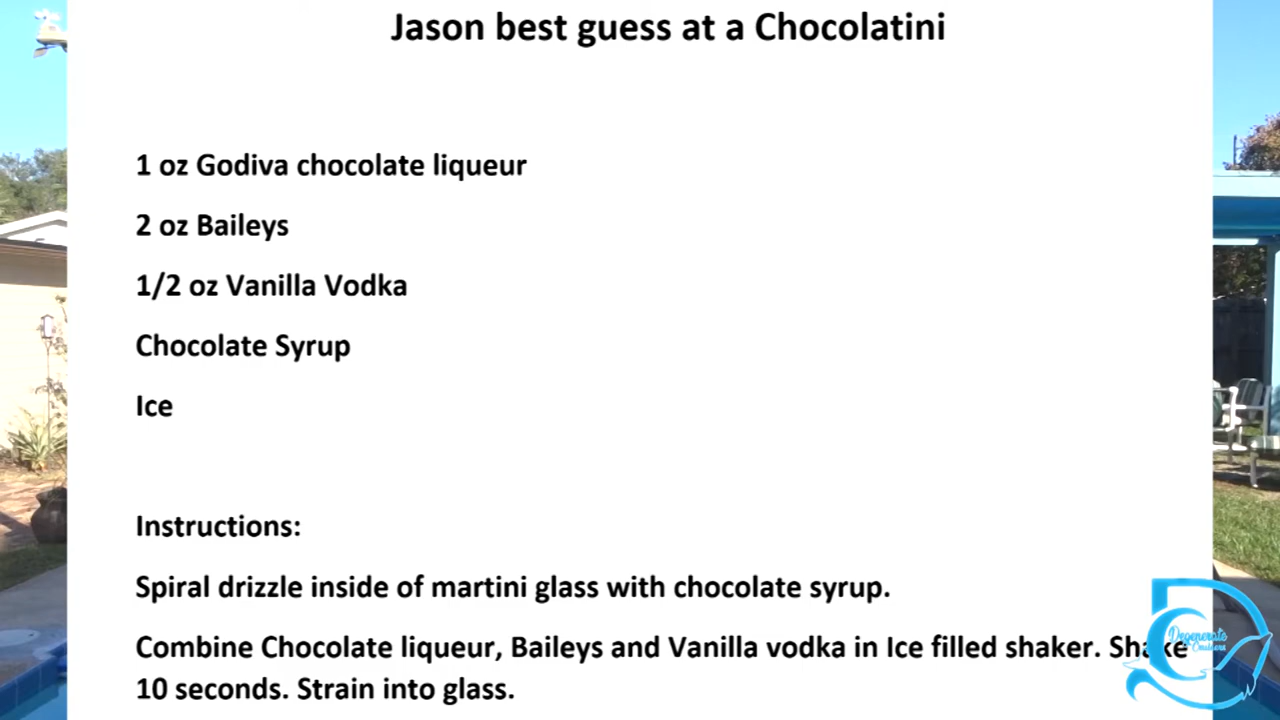 Jason best guess at a Chocolatini
1 oz Godiva chocolate liqueur
2 oz Baileys
1/2 oz Vanilla Vodka
Chocolate Syrup
Ice
Instructions:
Spiral drizzle inside of martini glass with chocolate syrup.
Combine Chocolate liqueur, Baileys and Vanilla vodka in Ice filled shaker. Shake
10 seconds. Strain into glass.
Degenerate